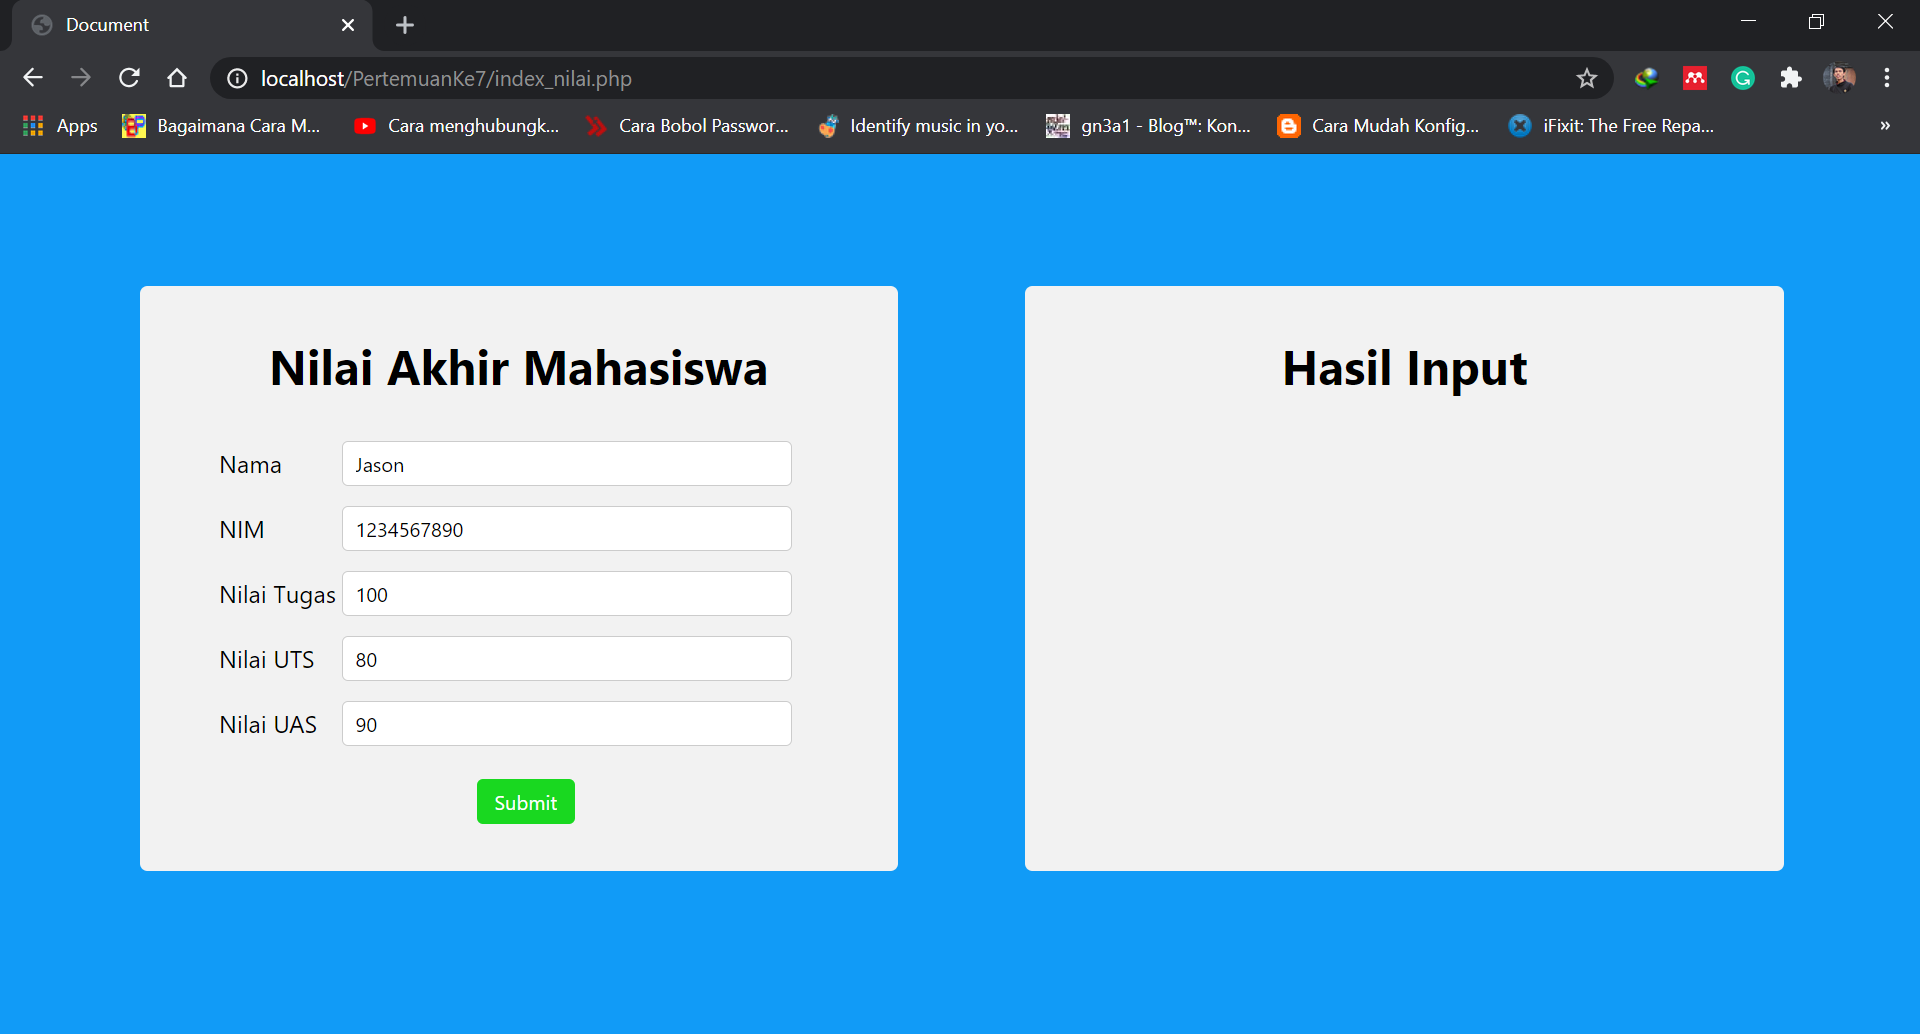 Document
localhost/PertemuanKe7/index_nilai.php
Apps Bagaimana Cara M... Cara menghubungk... Cara Bobol Passwor... Identify music in yo... gn3a1 - Blog™: Kon... Cara Mudah Konfig... iFixit: The Free Repa... »
Nilai Akhir Mahasiswa
Nama Jason
NIM 1234567890
Nilai Tugas 100
Nilai UTS 80
Nilai UAS 90
Submit
Hasil Input